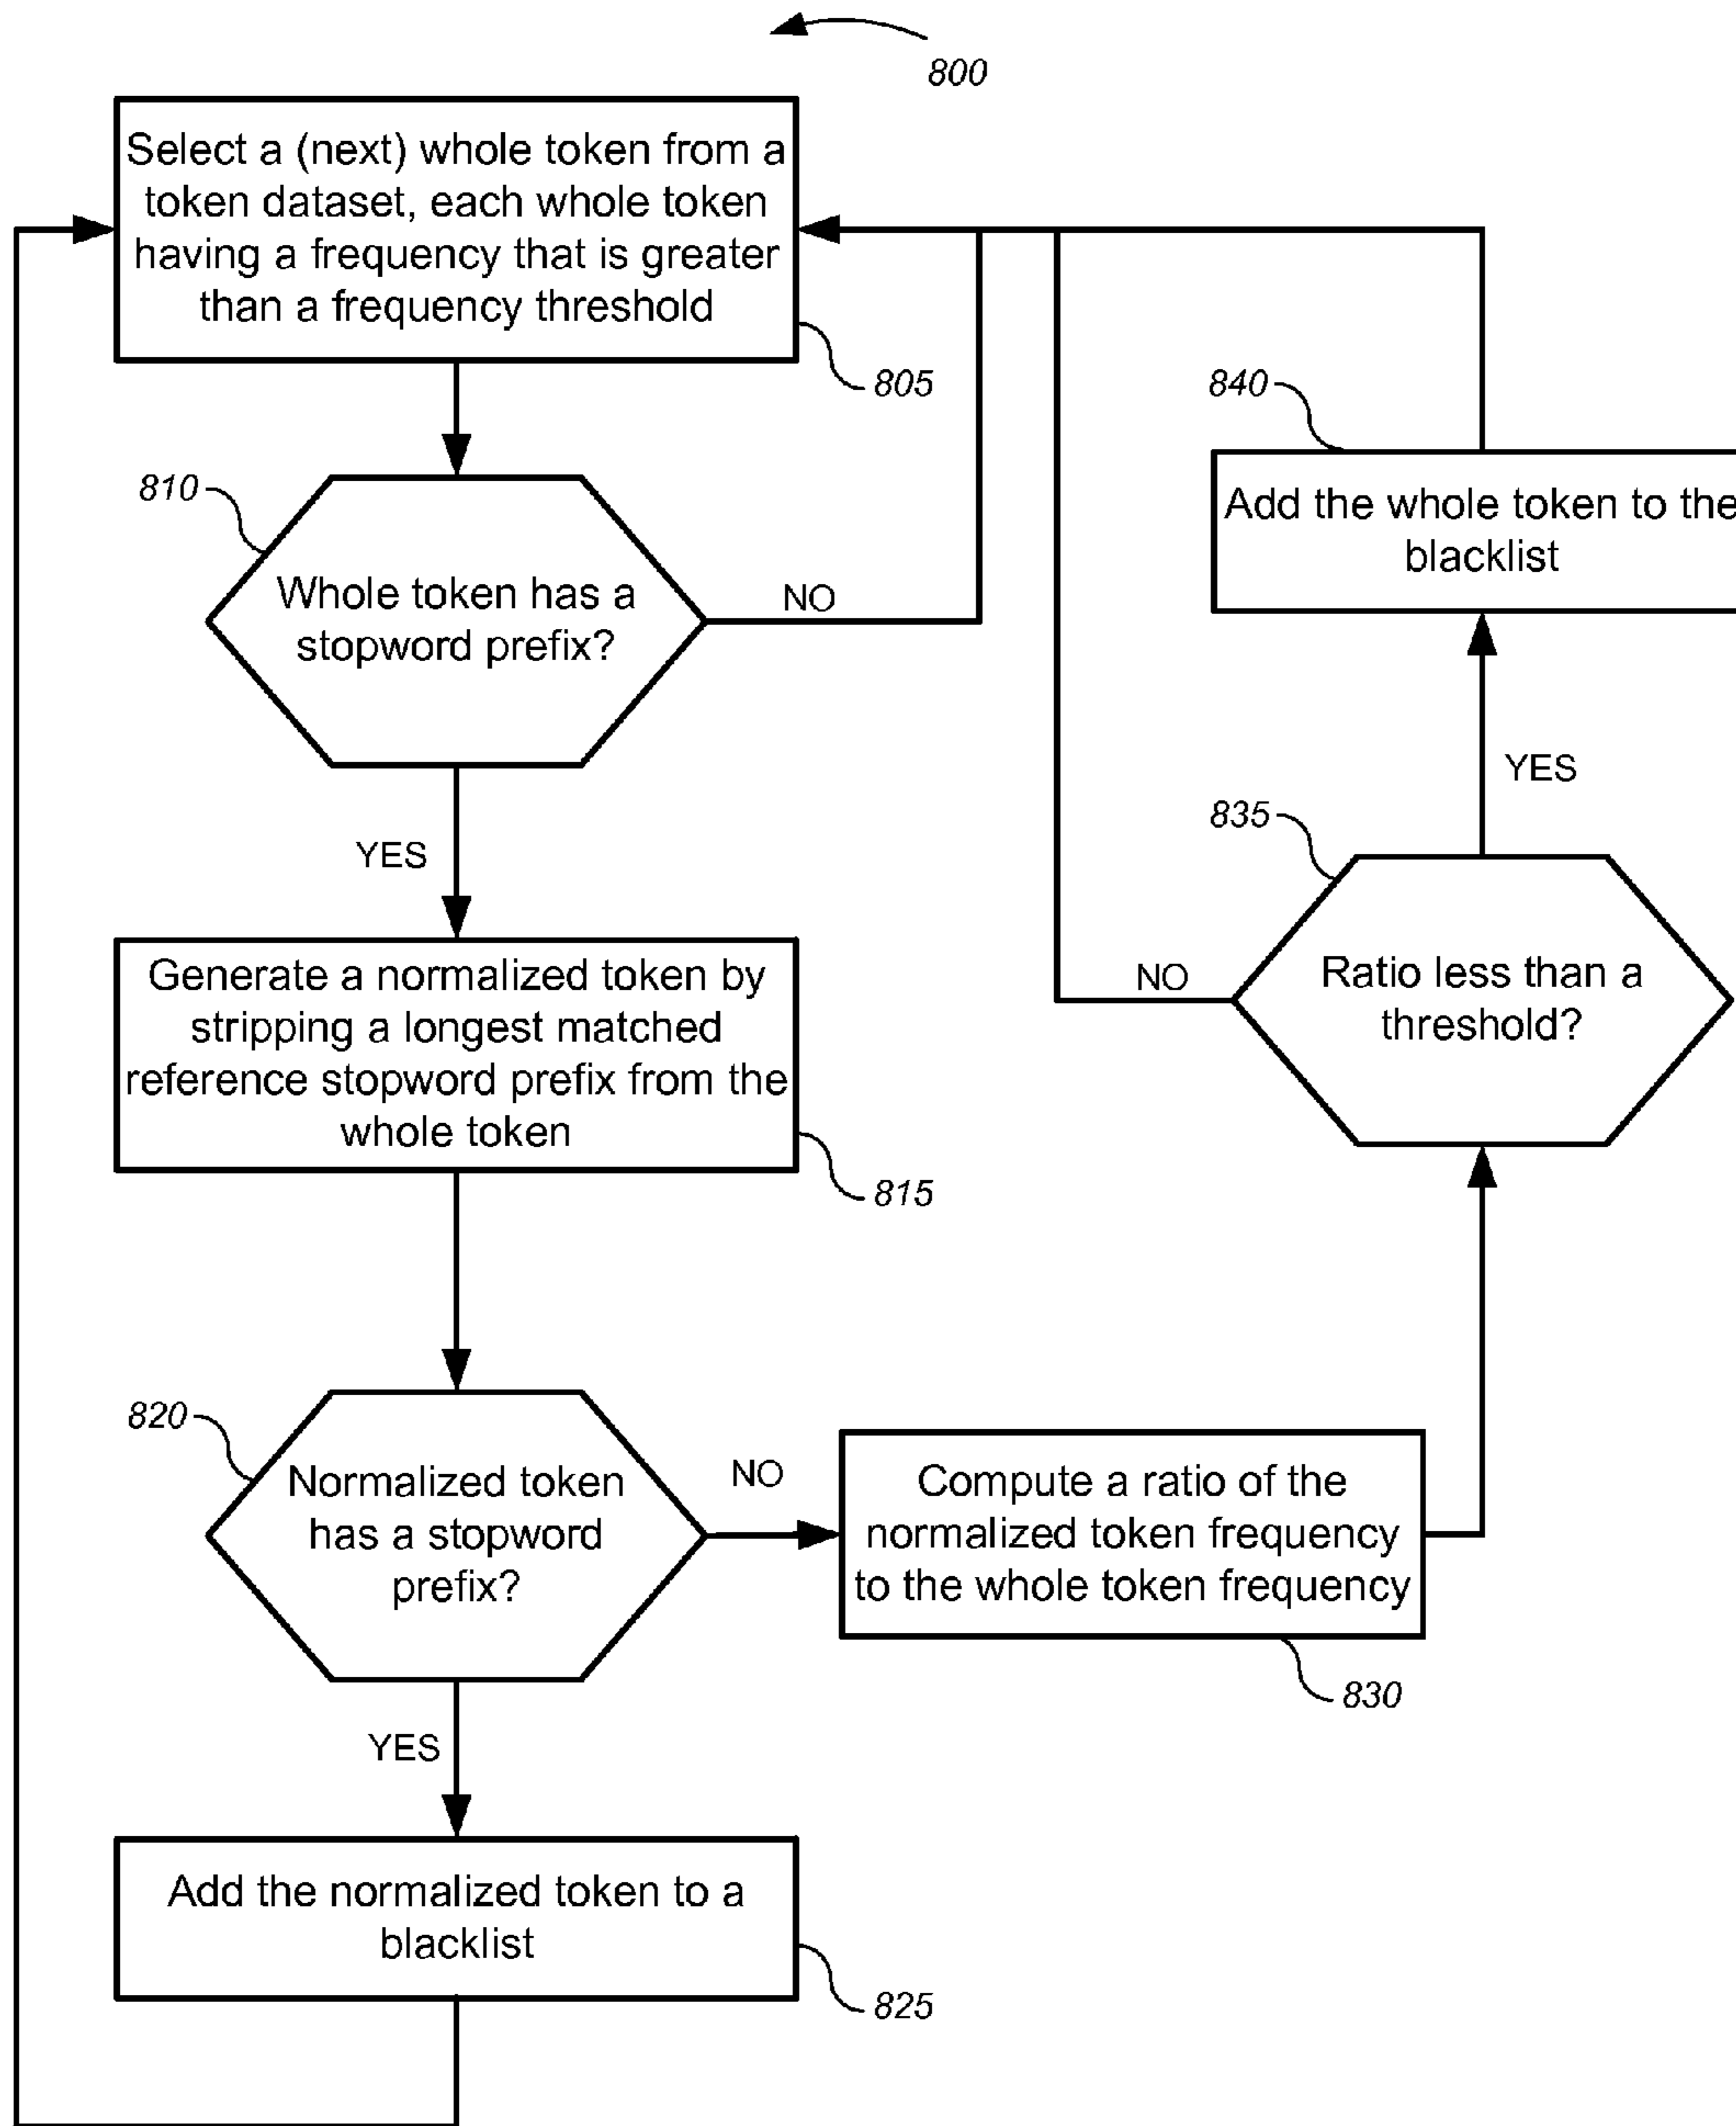 800
Select a (next) whole token from a
token dataset, each whole token
having a frequency that is greater
than a frequency threshold
805
810
Whole token has a
stopword prefix?
NO
YES
Generate a normalized token by
stripping a longest matched
reference stopword prefix from the
whole token
815
820
Normalized token
has a stopword
prefix?
NO
YES
Add the normalized token to a
blacklist
825
Compute a ratio of the
normalized token frequency
to the whole token frequency
830
835
Ratio less than a
threshold?
NO
YES
840
Add the whole token to the
blacklist